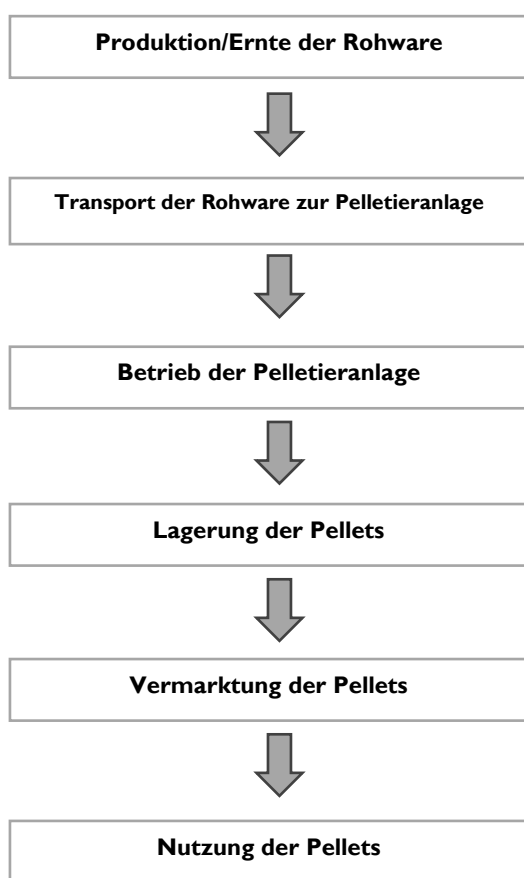 Produktion/Ernte der Rohware
Transport der Rohware zur Pelletieranlage
Betrieb der Pelletieranlage
Lagerung der Pellets
Vermarktung der Pellets
Nutzung der Pellets